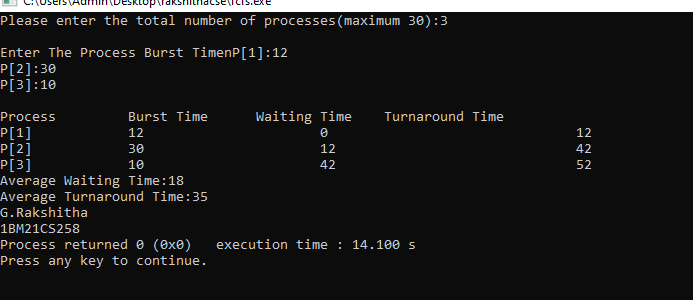 C:\Users\Admin\Desktop\rakshithacse\fcfs.exe
Please enter the total number of processes(maximum 30):3
Enter The Process Burst TimenP[1]:12
P[2]:30
P[3]:10
Process Burst Time Waiting Time Turnaround Time
P[1] 12 0 12
P[2] 30 12 42
P[3] 10 42 52
Average Waiting Time:18
Average Turnaround Time:35
G.Rakshitha
1BM21CS258
Process returned 0 (0x0) execution time : 14.100 s
Press any key to continue.